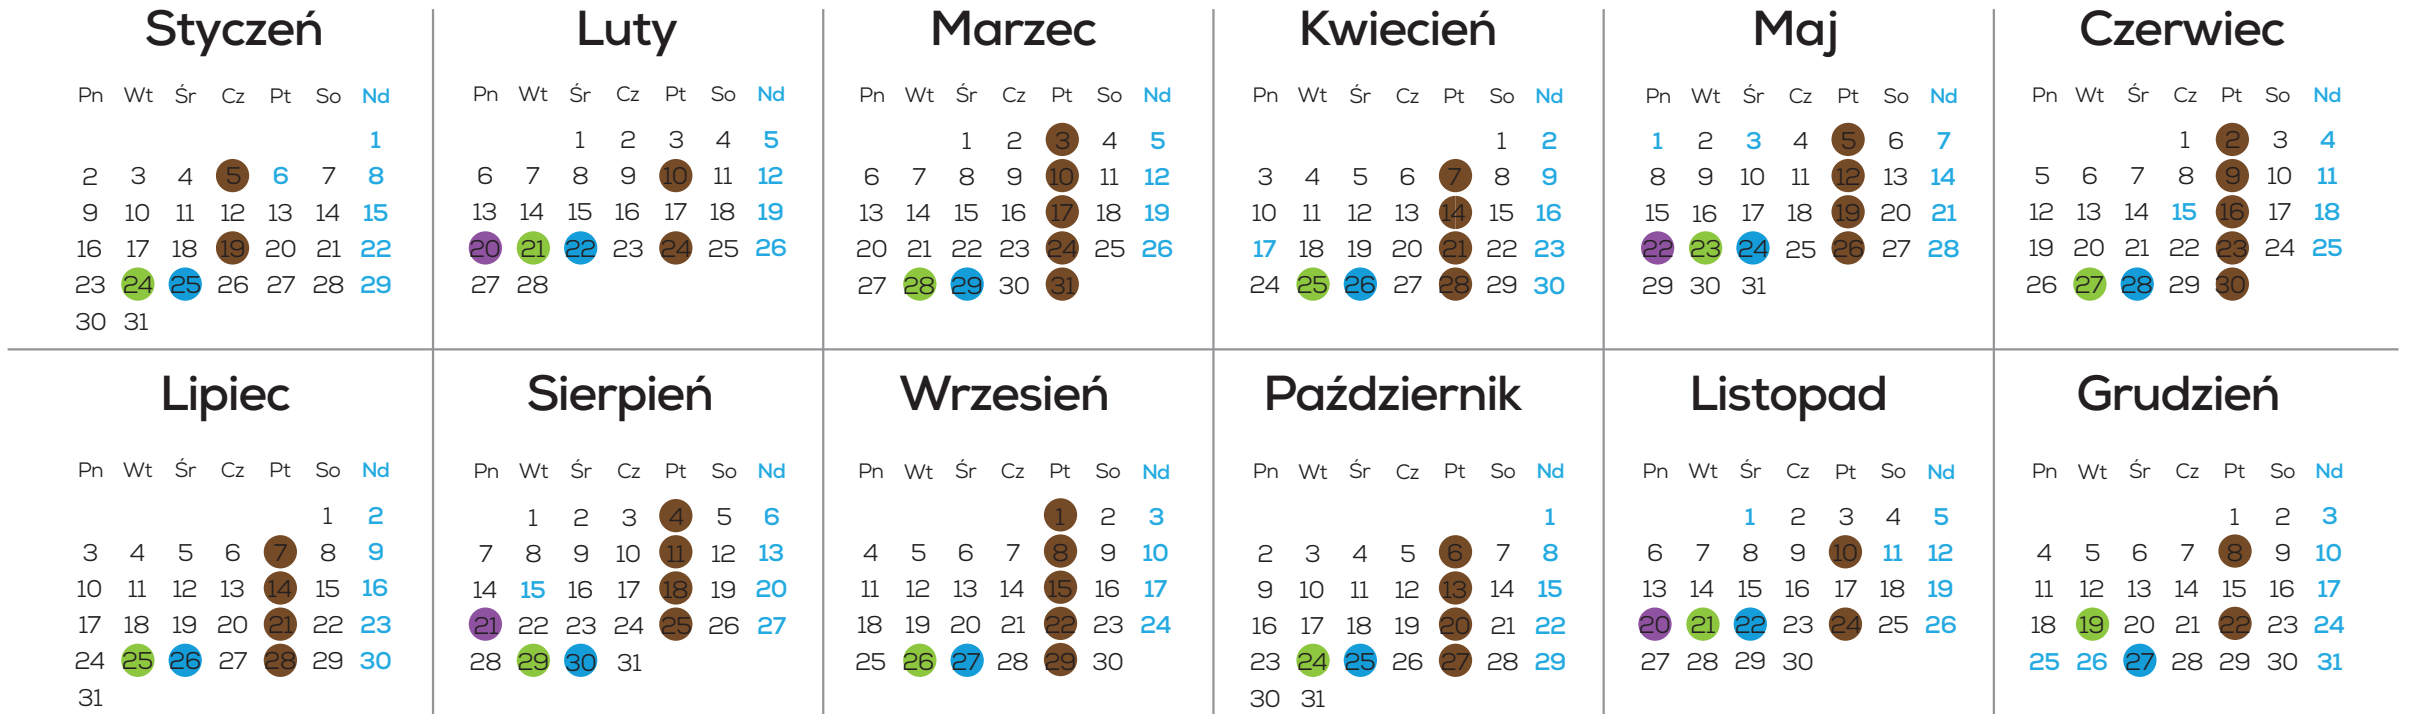 Styczeń
Pn Wt Śr Cz Pt So Nd
1
2 3 4 5 6 7 8
9 10 11 12 13 14 15
16 17 18 19 20 21 22
23 24 25 26 27 28 29
30 31
Luty
Pn Wt Śr Cz Pt So Nd
1 2 3 4 5
6 7 8 9 10 11 12
13 14 15 16 17 18 19
20 21 22 23 24 25 26
27 28
Marzec
Pn Wt Śr Cz Pt So Nd
1 2 3 4 5
6 7 8 9 10 11 12
13 14 15 16 17 18 19
20 21 22 23 24 25 26
27 28 29 30 31
Kwiecień
Pn Wt Śr Cz Pt So Nd
1 2
3 4 5 6 7 8 9
10 11 12 13 14 15 16
17 18 19 20 21 22 23
24 25 26 27 28 29 30
Maj
Pn Wt Śr Cz Pt So Nd
1 2 3 4 5 6 7
8 9 10 11 12 13 14
15 16 17 18 19 20 21
22 23 24 25 26 27 28
29 30 31
Czerwiec
Pn Wt Śr Cz Pt So Nd
1 2 3 4
5 6 7 8 9 10 11
12 13 14 15 16 17 18
19 20 21 22 23 24 25
26 27 28 29 30
Lipiec
Pn Wt Śr Cz Pt So Nd
1 2
3 4 5 6 7 8 9
10 11 12 13 14 15 16
17 18 19 20 21 22 23
24 25 26 27 28 29 30
31
Sierpień
Pn Wt Śr Cz Pt So Nd
1 2 3 4 5 6
7 8 9 10 11 12 13
14 15 16 17 18 19 20
21 22 23 24 25 26 27
28 29 30 31
Wrzesień
Pn Wt Śr Cz Pt So Nd
1 2 3
4 5 6 7 8 9 10
11 12 13 14 15 16 17
18 19 20 21 22 23 24
25 26 27 28 29 30
Październik
Pn Wt Śr Cz Pt So Nd
1
2 3 4 5 6 7 8
9 10 11 12 13 14 15
16 17 18 19 20 21 22
23 24 25 26 27 28 29
30 31
Listopad
Pn Wt Śr Cz Pt So Nd
1 2 3 4 5
6 7 8 9 10 11 12
13 14 15 16 17 18 19
20 21 22 23 24 25 26
27 28 29 30
Grudzień
Pn Wt Śr Cz Pt So Nd
1 2 3
4 5 6 7 8 9 10
11 12 13 14 15 16 17
18 19 20 21 22 23 24
25 26 27 28 29 30 31